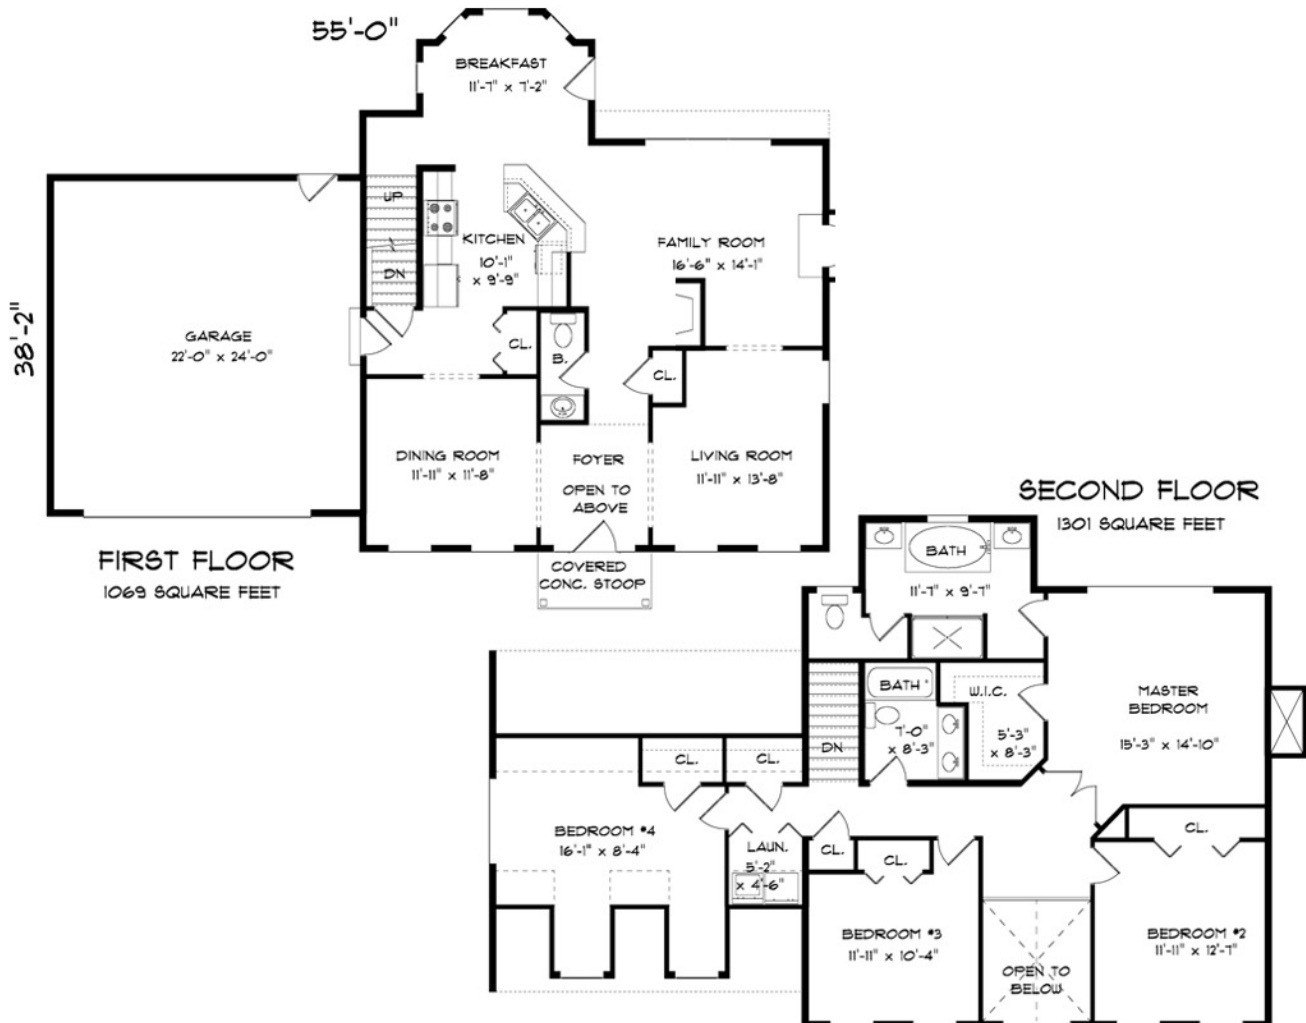 55'-0"
BREAKFAST
11'-7" x 7'-2"
UP
KITCHEN
10'-1"
x 9'-9"
DN
FAMILY ROOM
16'-6" x 14'-1"
38'-2"
GARAGE
22'-0" x 24'-0"
CL.
B.
CL.
DINING ROOM
11'-11" x 11'-8"
FOYER
OPEN TO
ABOVE
LIVING ROOM
11'-11" x 13'-8"
COVERED
CONC. STOOP
FIRST FLOOR
1069 SQUARE FEET
SECOND FLOOR
1301 SQUARE FEET
BATH
11'-7" x 9'-7"
BATH
7'-0"
x 8'-3"
W.I.C.
5'-3"
x 8'-3"
MASTER
BEDROOM
15'-3" x 14'-10"
DN
CL.
CL.
BEDROOM #4
16'-1" x 8'-4"
LAUN.
5'-2"
x 4'-6"
CL.
CL.
CL.
BEDROOM #3
11'-11" x 10'-4"
OPEN TO
BELOW
BEDROOM #2
11'-11" x 12'-7"